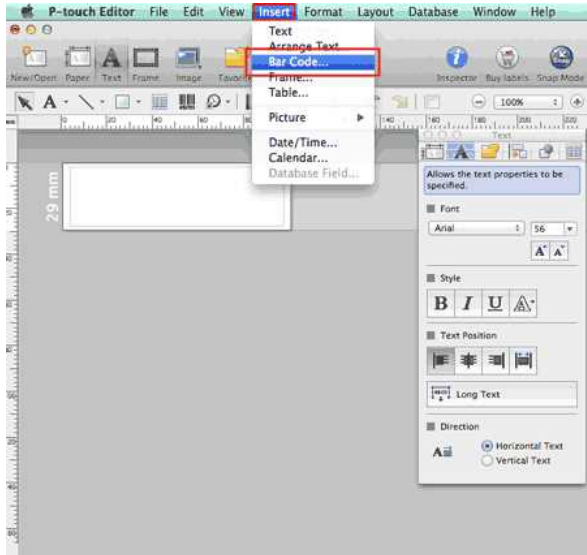 P-touch Editor File Edit View Insert Format Layout Database Window Help
Text
Arrange Text
Bar Code...
Frame...
Table...
Picture
Date/Time...
Calendar...
Database Field...
New/Open Paper Text Frame Image Favorite Inspector Buy labels Snap Mode
A 100%
29 mm
Text
Allows the text properties to be
specified.
Font
Arial 56
A A
Style
B I U A
Text Position
Long Text
Direction
A Horizontal Text
Vertical Text